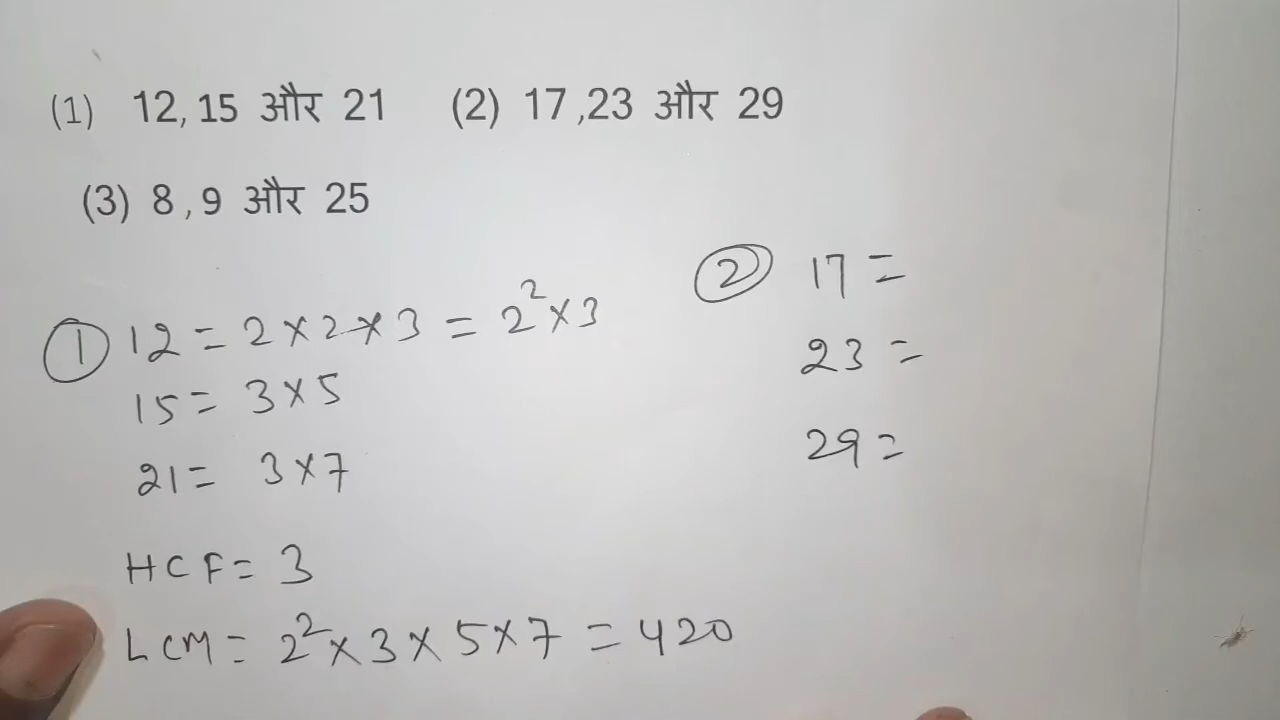 (1) 12, 15 और 21 (2) 17 ,23 और 29
(3) 8 ,9 और 25
① 12 = 2 × 2 × 3 = 2² × 3
15 = 3 × 5
21 = 3 × 7
HCF = 3
LCM = 2² × 3 × 5 × 7 = 420
② 17 =
23 =
29 =